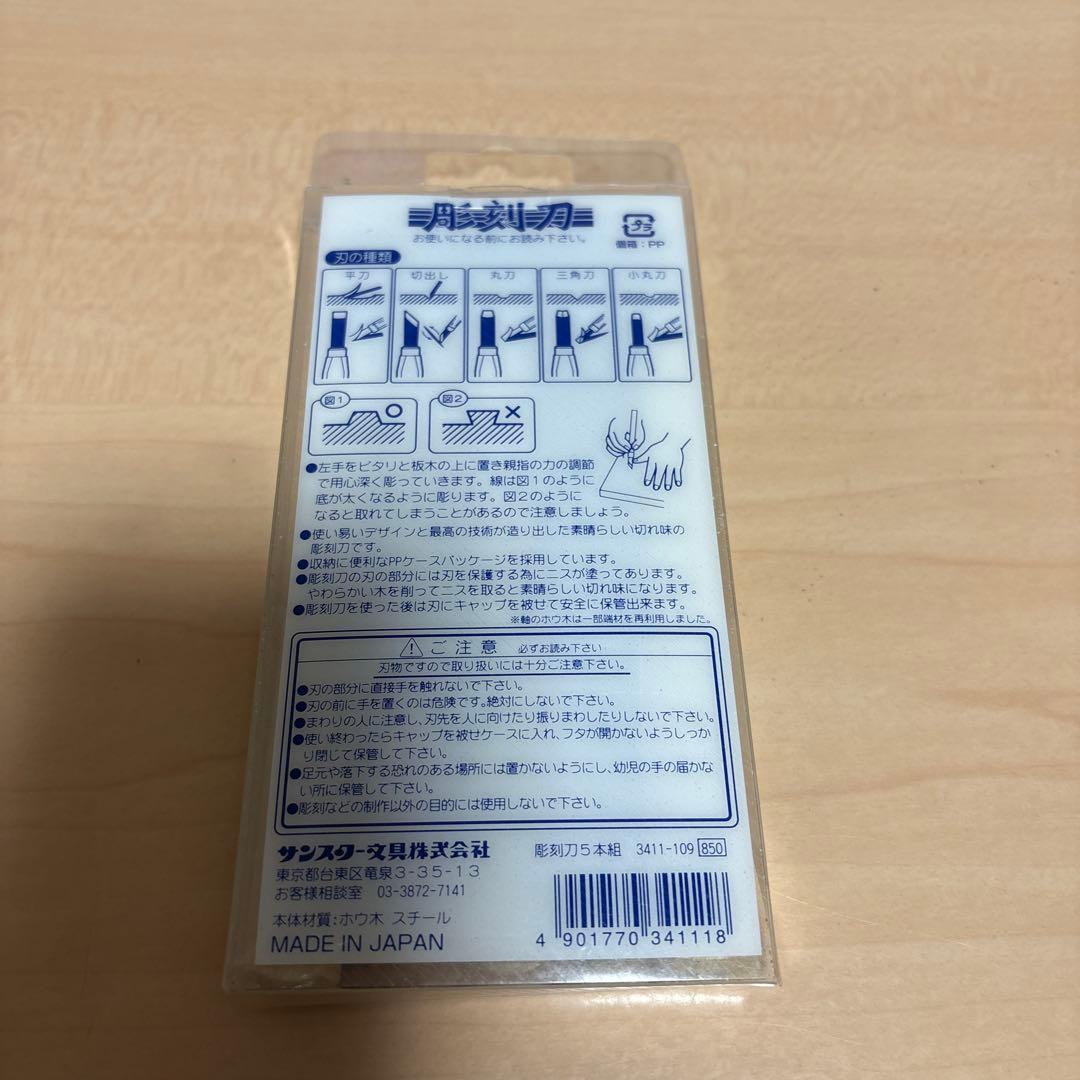 彫刻刀
お使いになる前にお読み下さい。
プラ
個箱：PP
刃の種類
平刀 切出し 丸刀 三角刀 小丸刀
図1
図2
●左手をピタリと板木の上に置き親指の力の調節
で用心深く彫っていきます。線は図1のように
底が太くなるように彫ります。図2のように
なると取れてしまうことがあるので注意しましょう。
●使い易いデザインと最高の技術が造り出した素晴らしい切れ味の
彫刻刀です。
●収納に便利なPPケースパッケージを採用しています。
●彫刻刀の刃の部分には刃を保護する為にニスが塗ってあります。
やわらかい木を削ってニスを取ると素晴らしい切れ味になります。
●彫刻刀を使った後は刃にキャップを被せて安全に保管出来ます。
※軸のホウ木は一部端材を再利用しました。
ご注意 必ずお読み下さい
刃物ですので取り扱いには十分ご注意下さい。
●刃の部分に直接手を触れないで下さい。
●刃の前に手を置くのは危険です。絶対にしないで下さい。
●まわりの人に注意し、刃先を人に向けたり振りまわしたりしないで下さい。
●使い終わったらキャップを被せケースに入れ、フタが開かないようしっか
り閉じて保管して下さい。
●足元や落下する恐れのある場所には置かないようにし、幼児の手の届かな
い所に保管して下さい。
●彫刻などの制作以外の目的には使用しないで下さい。
サンスター文具株式会社
彫刻刀5本組 3411-109 850
東京都台東区竜泉3-35-13
お客様相談室 03-3872-7141
本体材質：ホウ木 スチール
MADE IN JAPAN
4 901770 341118